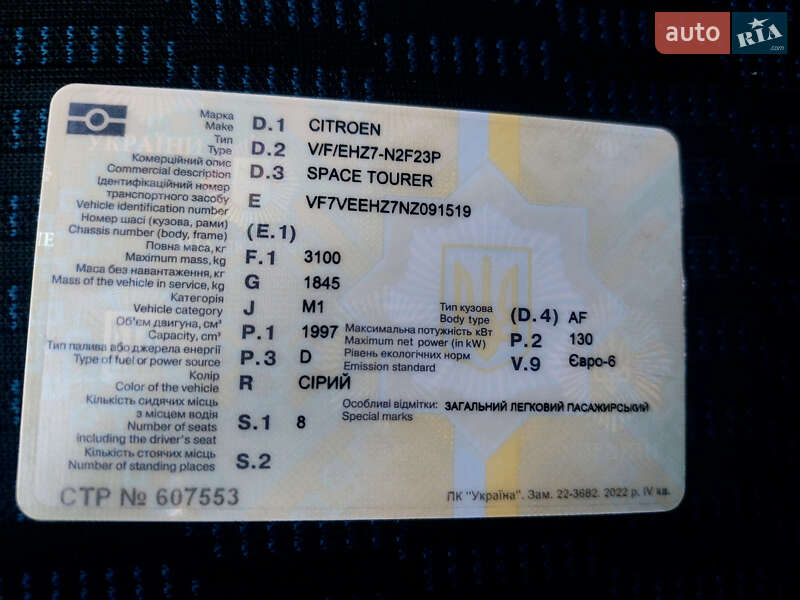 auto RIA
.com
Марка
Make D.1 CITROEN
Тип
Type D.2 V/F/EHZ7-N2F23P
Комерційний опис
Commercial description D.3 SPACE TOURER
Ідентифікаційний номер
транспортного засобу
Vehicle identification number E VF7VEEHZ7NZ091519
Номер шасі (кузова, рами)
Chassis number (body, frame) (E.1)
Повна маса, кг
Maximum mass, kg F.1 3100
Маса без навантаження, кг
Mass of the vehicle in service, kg G 1845
Категорія
Vehicle category J M1
Тип кузова
Body type (D.4) AF
Об'єм двигуна, см³
Capacity, cm³ P.1 1997
Максимальна потужність кВт
Maximum net power (in kW) P.2 130
Тип палива або джерела енергії
Type of fuel or power source P.3 D
Рівень екологічних норм
Emission standard V.9 Євро-6
Колір
Color of the vehicle R СІРИЙ
Кількість сидячих місць
з місцем водія
Number of seats
including the driver's seat S.1 8
Особливі відмітки: ЗАГАЛЬНИЙ ЛЕГКОВИЙ ПАСАЖИРСЬКИЙ
Special marks
Кількість стоячих місць
Number of standing places S.2
СТР № 607553
ПК "Україна". Зам. 22-3682. 2022 р. IV кв.